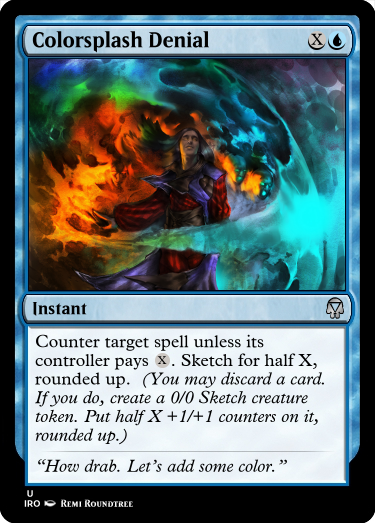 Colorsplash Denial X
Instant
Counter target spell unless its
controller pays X. Sketch for half X,
rounded up. (You may discard a card.
If you do, create a 0/0 Sketch creature
token. Put half X +1/+1 counters on it,
rounded up.)
“How drab. Let’s add some color.”
U
IRO Remi Roundtree